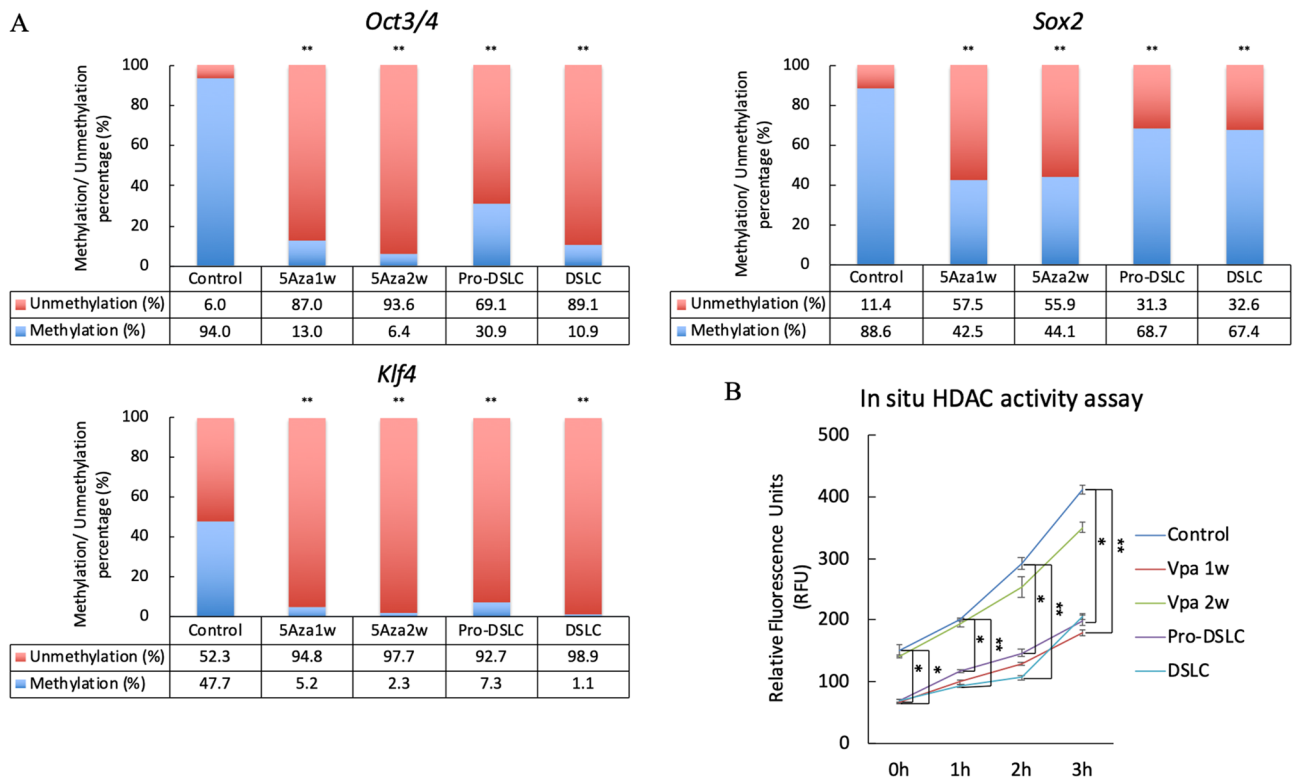 A
Oct3/4
** ** ** **
Methylation/ Unmethylation
percentage (%)
100
80
60
40
20
0
Control 5Aza1w 5Aza2w Pro-DSLC DSLC
Unmethylation (%) 6.0 87.0 93.6 69.1 89.1
Methylation (%) 94.0 13.0 6.4 30.9 10.9
Sox2
** ** ** **
Methylation/ Unmethylation
percentage (%)
100
80
60
40
20
0
Control 5Aza1w 5Aza2w Pro-DSLC DSLC
Unmethylation (%) 11.4 57.5 55.9 31.3 32.6
Methylation (%) 88.6 42.5 44.1 68.7 67.4
Klf4
** ** ** **
Methylation/ Unmethylation
percentage (%)
100
80
60
40
20
0
Control 5Aza1w 5Aza2w Pro-DSLC DSLC
Unmethylation (%) 52.3 94.8 97.7 92.7 98.9
Methylation (%) 47.7 5.2 2.3 7.3 1.1
B
In situ HDAC activity assay
Relative Fluorescence Units
(RFU)
500
400
300
200
100
0
0h 1h 2h 3h
* *
* **
* **
* **
Control
Vpa 1w
Vpa 2w
Pro-DSLC
DSLC